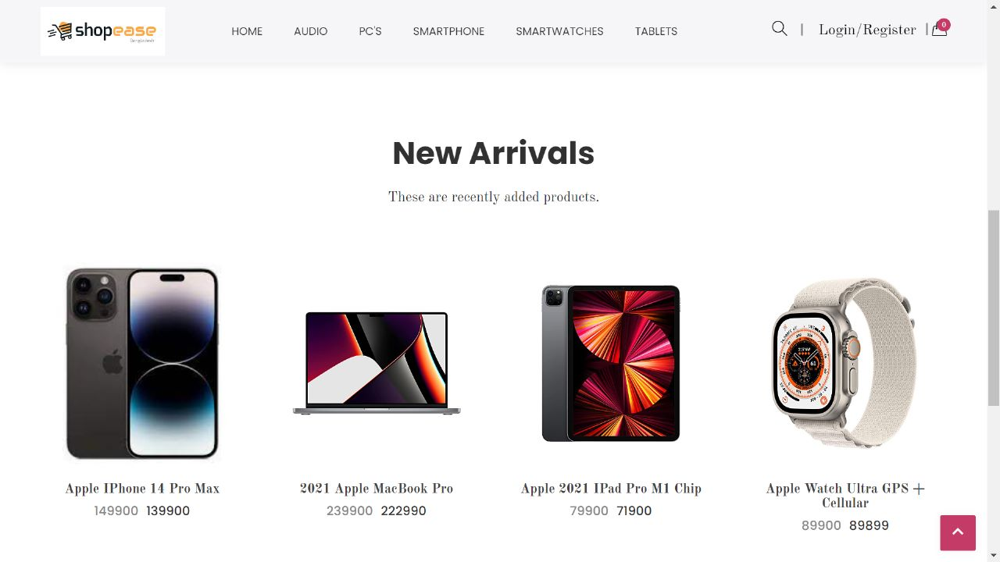 shopease
Bangladesh
HOME AUDIO PC'S SMARTPHONE SMARTWATCHES TABLETS
| Login/Register | 0
New Arrivals
These are recently added products.
Apple IPhone 14 Pro Max
149900 139900
2021 Apple MacBook Pro
239900 222990
Apple 2021 IPad Pro M1 Chip
79900 71900
Apple Watch Ultra GPS +
Cellular
89900 89899